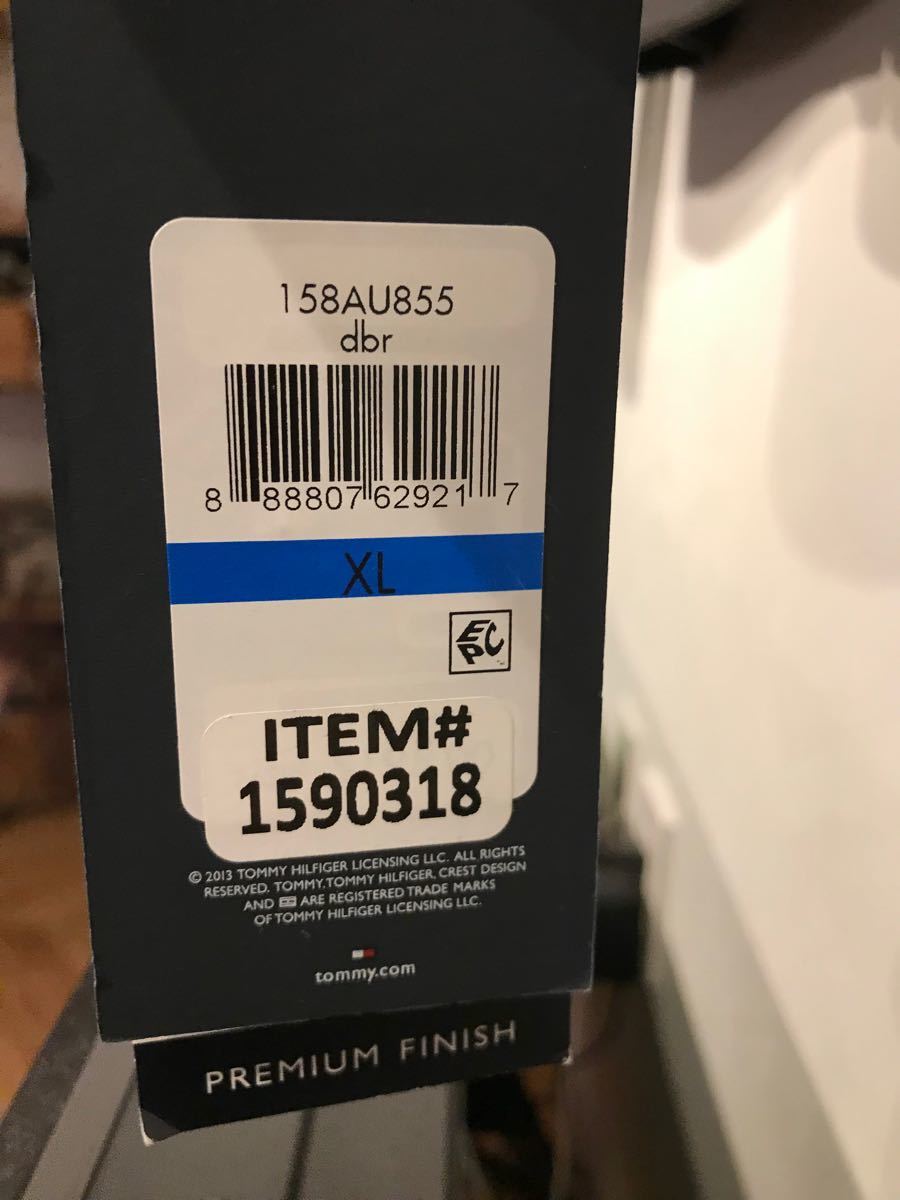 158AU855
dbr
8 88807 62921 7
XL
EPC
ITEM#
1590318
© 2013 TOMMY HILFIGER LICENSING LLC. ALL RIGHTS
RESERVED. TOMMY, TOMMY HILFIGER, CREST DESIGN
AND ARE REGISTERED TRADE MARKS
OF TOMMY HILFIGER LICENSING LLC.
tommy.com
PREMIUM FINISH